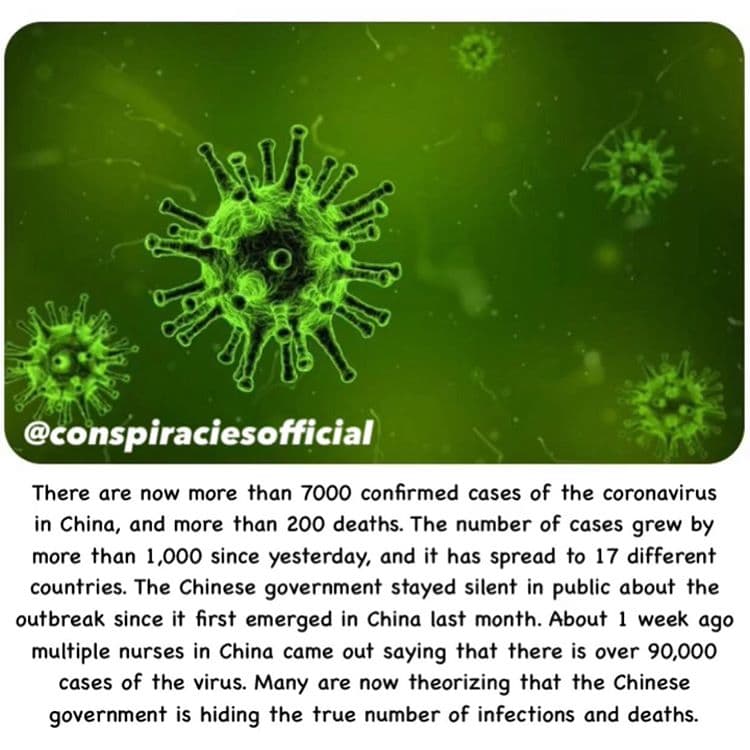 @conspiraciesofficial
There are now more than 7000 confirmed cases of the coronavirus
in China, and more than 200 deaths. The number of cases grew by
more than 1,000 since yesterday, and it has spread to 17 different
countries. The Chinese government stayed silent in public about the
outbreak since it first emerged in China last month. About 1 week ago
multiple nurses in China came out saying that there is over 90,000
cases of the virus. Many are now theorizing that the Chinese
government is hiding the true number of infections and deaths.